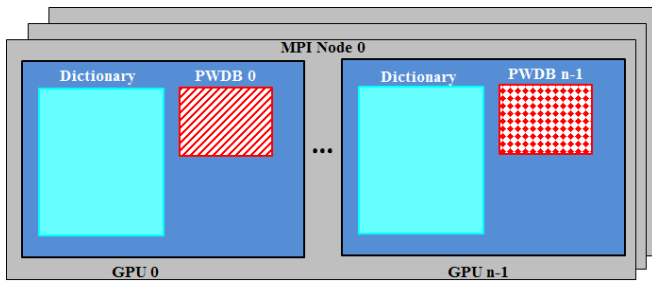 MPI Node 0
Dictionary PWDB 0
Dictionary PWDB n-1
...
GPU 0
GPU n-1